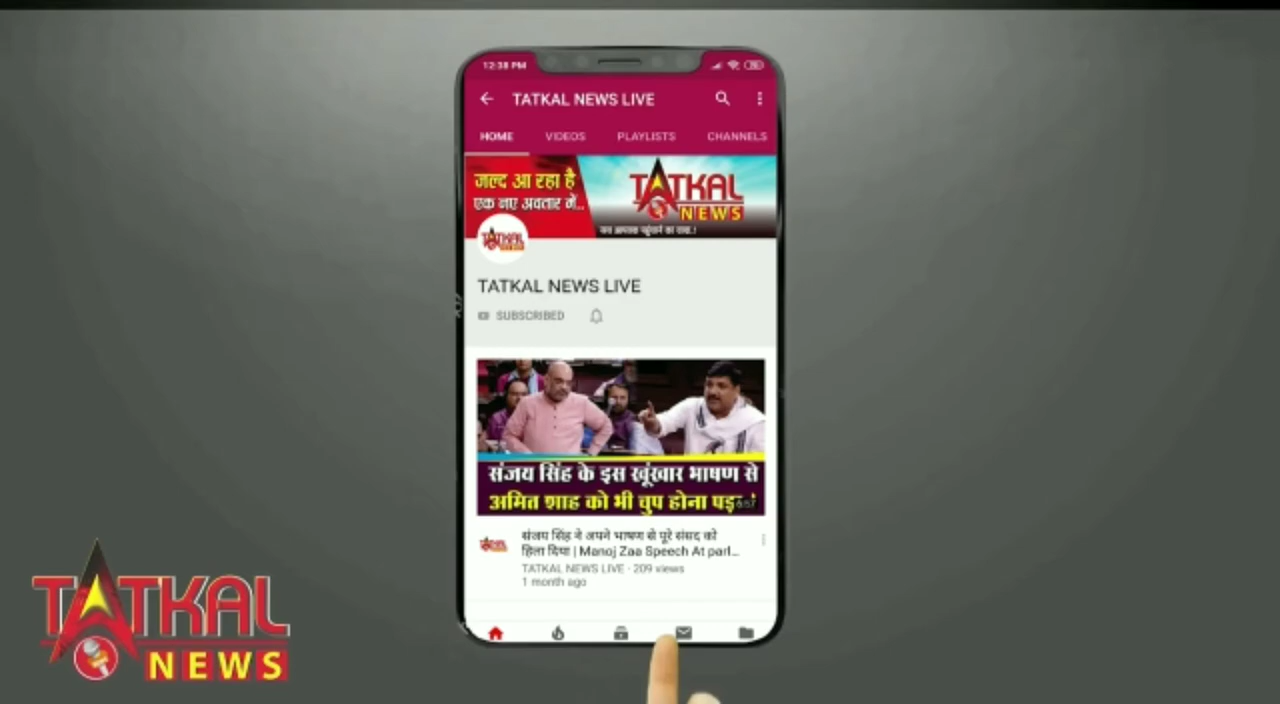 12:38 PM
TATKAL NEWS LIVE
HOME VIDEOS PLAYLISTS CHANNELS
जल्द आ रहा है
एक नए अवतार में...
TATKAL
NEWS
TATKAL
TATKAL NEWS LIVE
SUBSCRIBED
संजय सिंह के इस खूंखार भाषण से
अमित शाह को भी चुप होना पड़
संजय सिंह ने अपने भाषण से पूरे संसद को
हिला दिया | Manoj Zaa Speech At parl...
TATKAL NEWS LIVE · 209 views
1 month ago
TATKAL
NEWS